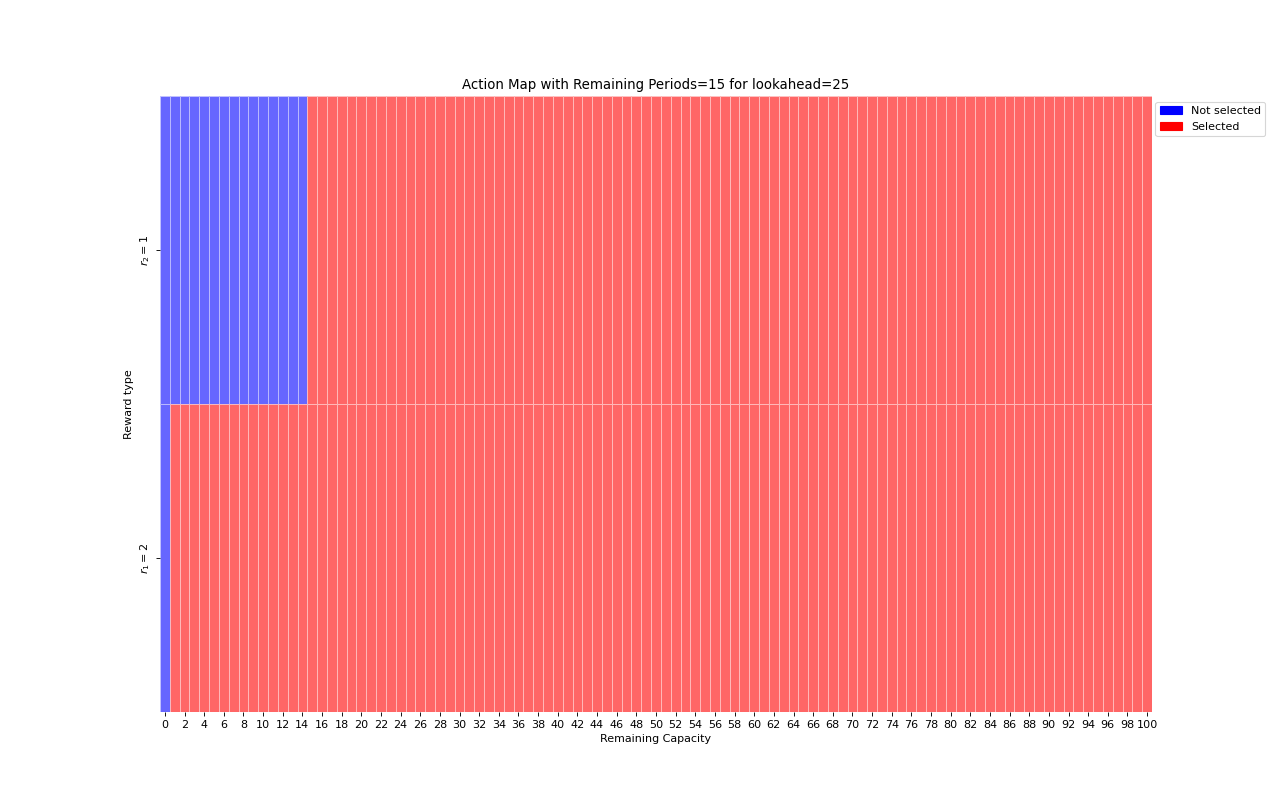 Action Map with Remaining Periods=15 for lookahead=25
Not selected
Selected
r₂ = 1
Reward type
r₁ = 2
0 2 4 6 8 10 12 14 16 18 20 22 24 26 28 30 32 34 36 38 40 42 44 46 48 50 52 54 56 58 60 62 64 66 68 70 72 74 76 78 80 82 84 86 88 90 92 94 96 98 100
Remaining Capacity